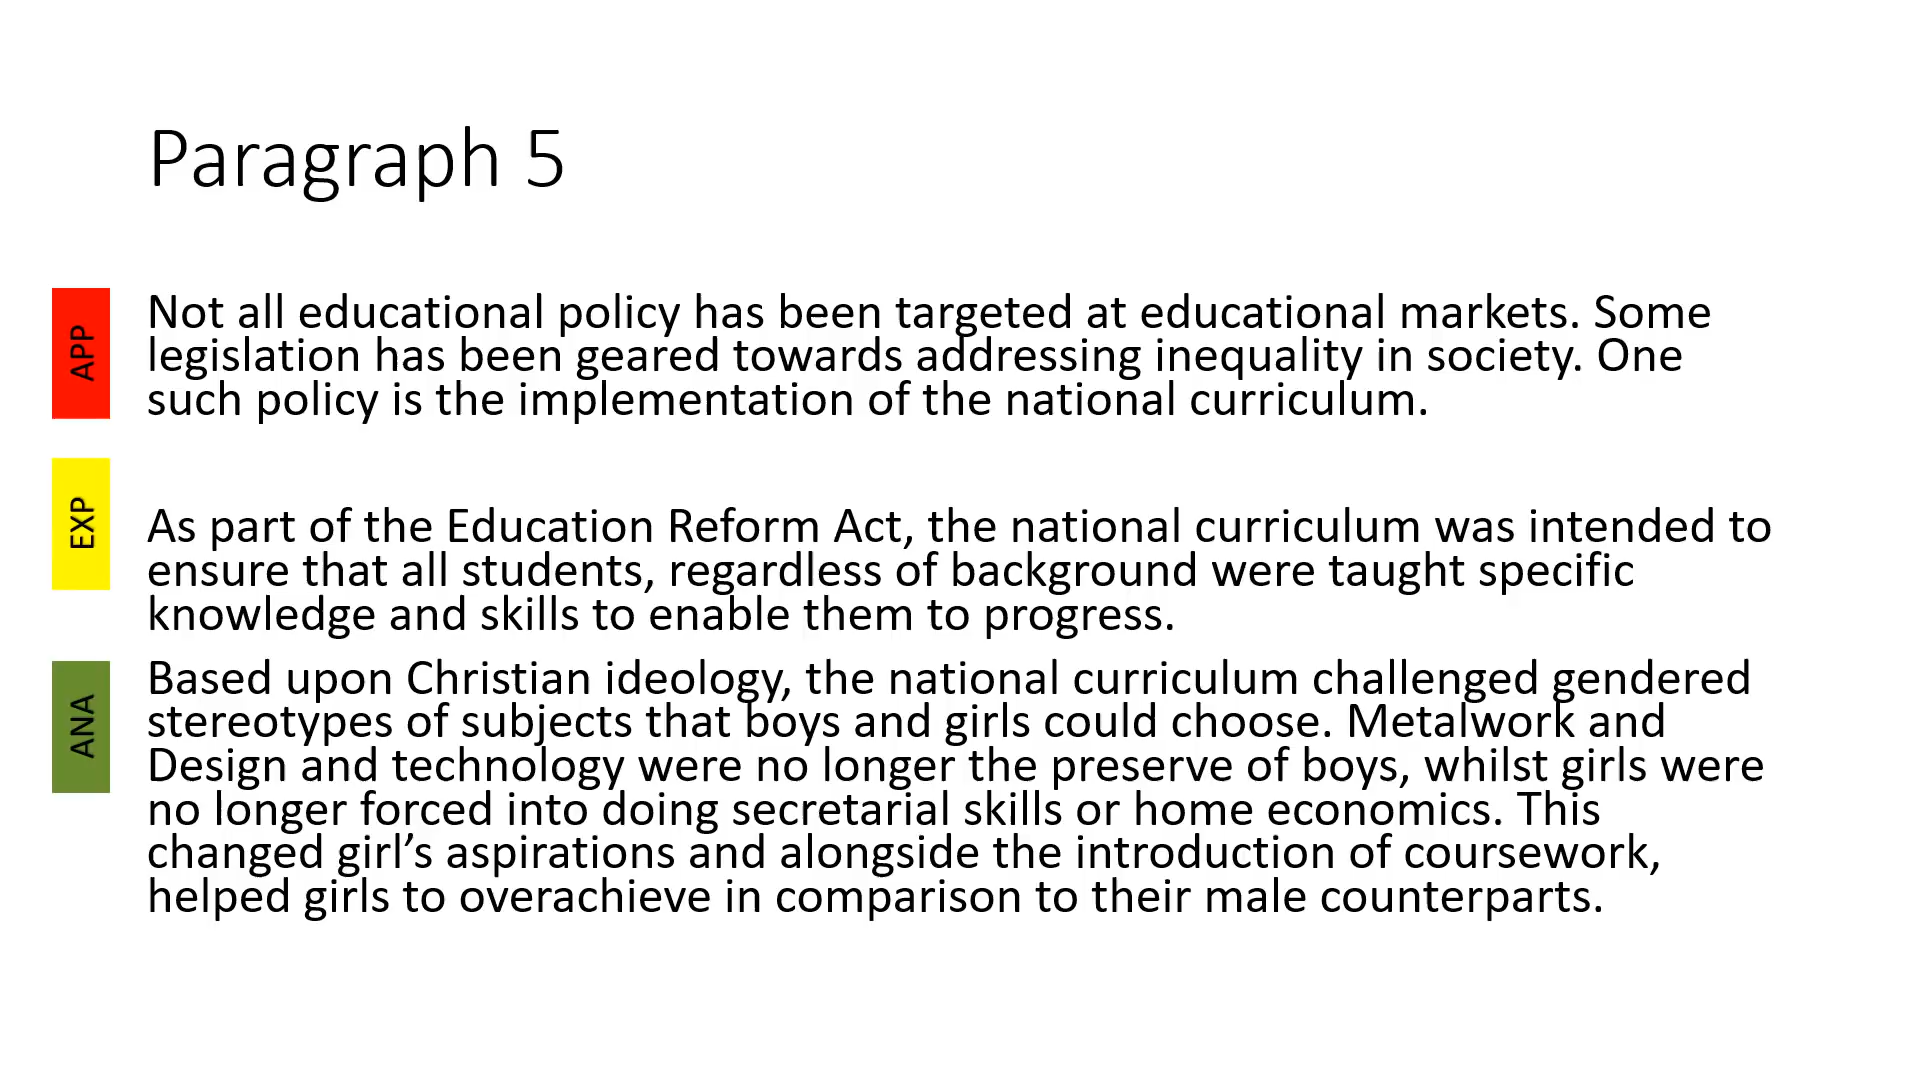 Paragraph 5
APP
Not all educational policy has been targeted at educational markets. Some
legislation has been geared towards addressing inequality in society. One
such policy is the implementation of the national curriculum.
EXP
As part of the Education Reform Act, the national curriculum was intended to
ensure that all students, regardless of background were taught specific
knowledge and skills to enable them to progress.
ANA
Based upon Christian ideology, the national curriculum challenged gendered
stereotypes of subjects that boys and girls could choose. Metalwork and
Design and technology were no longer the preserve of boys, whilst girls were
no longer forced into doing secretarial skills or home economics. This
changed girl’s aspirations and alongside the introduction of coursework,
helped girls to overachieve in comparison to their male counterparts.